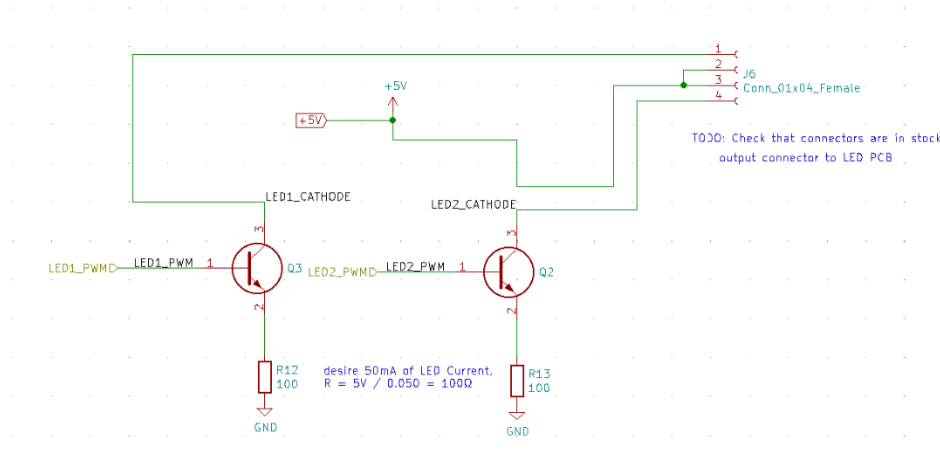 1
2
J6
3
Conn_01x04_Female
4
+5V
+5V
TODO: Check that connectors are in stock
output connector to LED PCB
LED1_CATHODE
LED2_CATHODE
3
3
LED1_PWM
LED1_PWM
1
Q3
LED2_PWM
LED2_PWM
1
Q2
2
2
R12
100
desire 50mA of LED Current,
R = 5V / 0.050 = 100Ω
R13
100
GND
GND